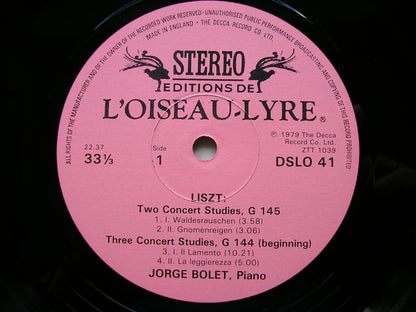 ALL RIGHTS OF THE MANUFACTURER AND OF THE OWNER OF THE RECORDED WORK RESERVED - UNAUTHORISED PUBLIC PERFORMANCE BROADCASTING AND COPYING OF THIS RECORD PROHIBITED
MADE IN ENGLAND. • THE DECCA RECORD CO. LTD.
STEREO
EDITIONS DE
L'OISEAU-LYRE®
℗ 1979 The Decca
Record Co. Ltd.
ZTT 1039
22.37
33⅓
Side
1
DSLO 41
LISZT:
Two Concert Studies, G 145
1. I. Waldesrauschen (3.58)
2. II. Gnomenreigen (3.06)
Three Concert Studies, G 144 (beginning)
3. I. Il Lamento (10.21)
4. II. La leggierezza (5.00)
JORGE BOLET, Piano